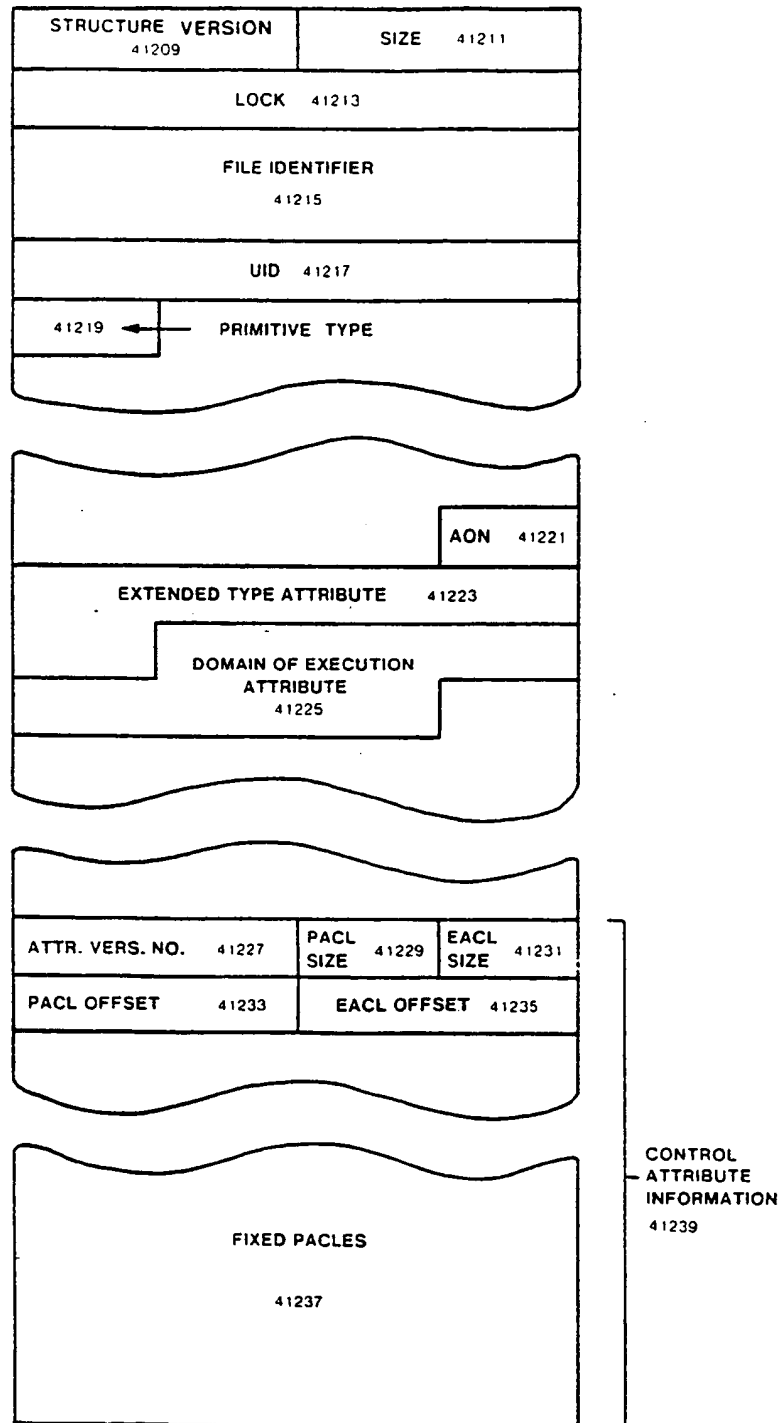 STRUCTURE VERSION
41209
SIZE 41211
LOCK 41213
FILE IDENTIFIER
41215
UID 41217
41219 PRIMITIVE TYPE
AON 41221
EXTENDED TYPE ATTRIBUTE 41223
DOMAIN OF EXECUTION
ATTRIBUTE
41225
ATTR. VERS. NO. 41227
PACL
SIZE 41229
EACL
SIZE 41231
PACL OFFSET 41233
EACL OFFSET 41235
CONTROL
ATTRIBUTE
INFORMATION
41239
FIXED PACLES
41237